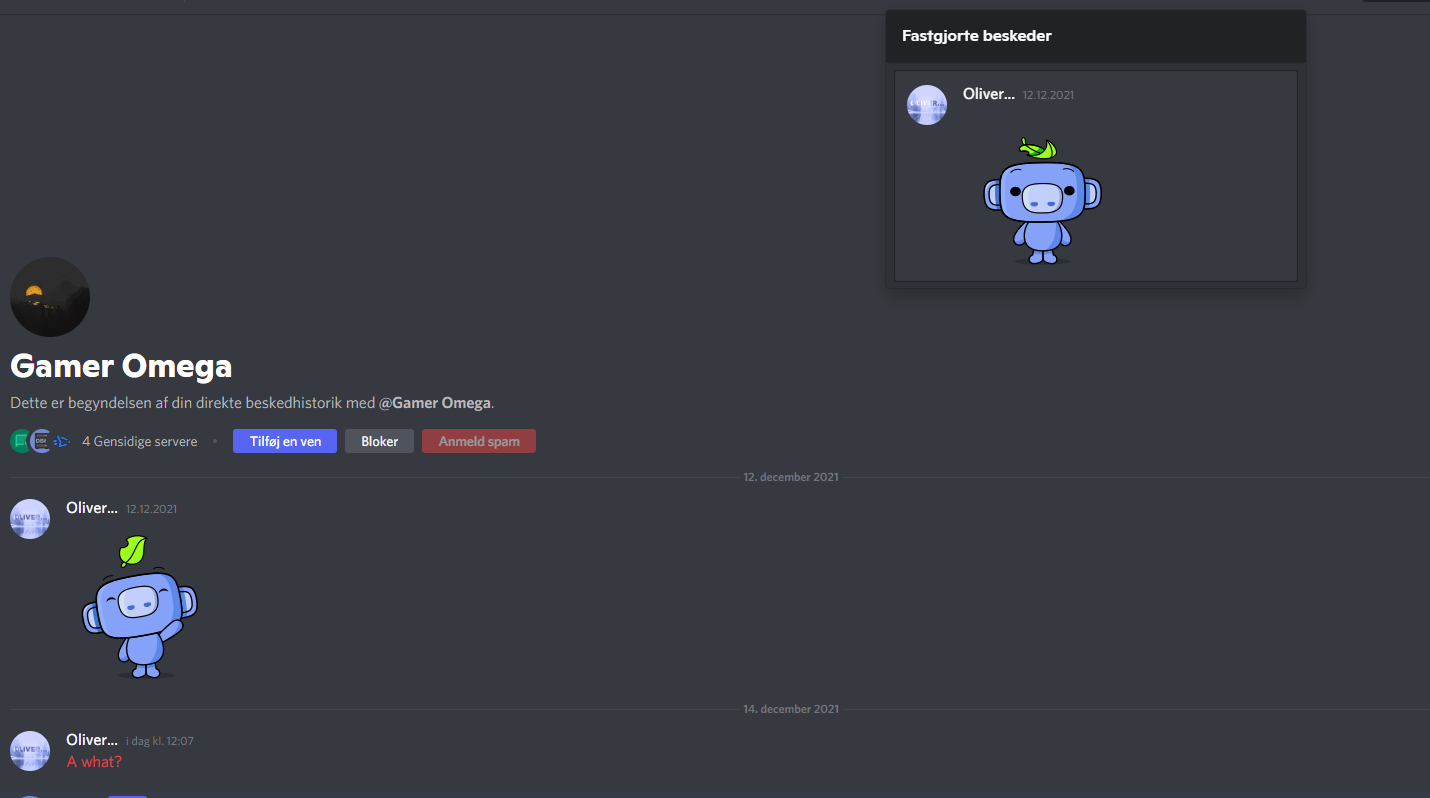 Fastgjorte beskeder
Oliver... 12.12.2021
Gamer Omega
Dette er begyndelsen af din direkte beskedhistorik med @Gamer Omega.
4 Gensidige servere • Tilføj en ven Bloker Anmeld spam
12. december 2021
Oliver... 12.12.2021
14. december 2021
Oliver... i dag kl. 12:07
A what?